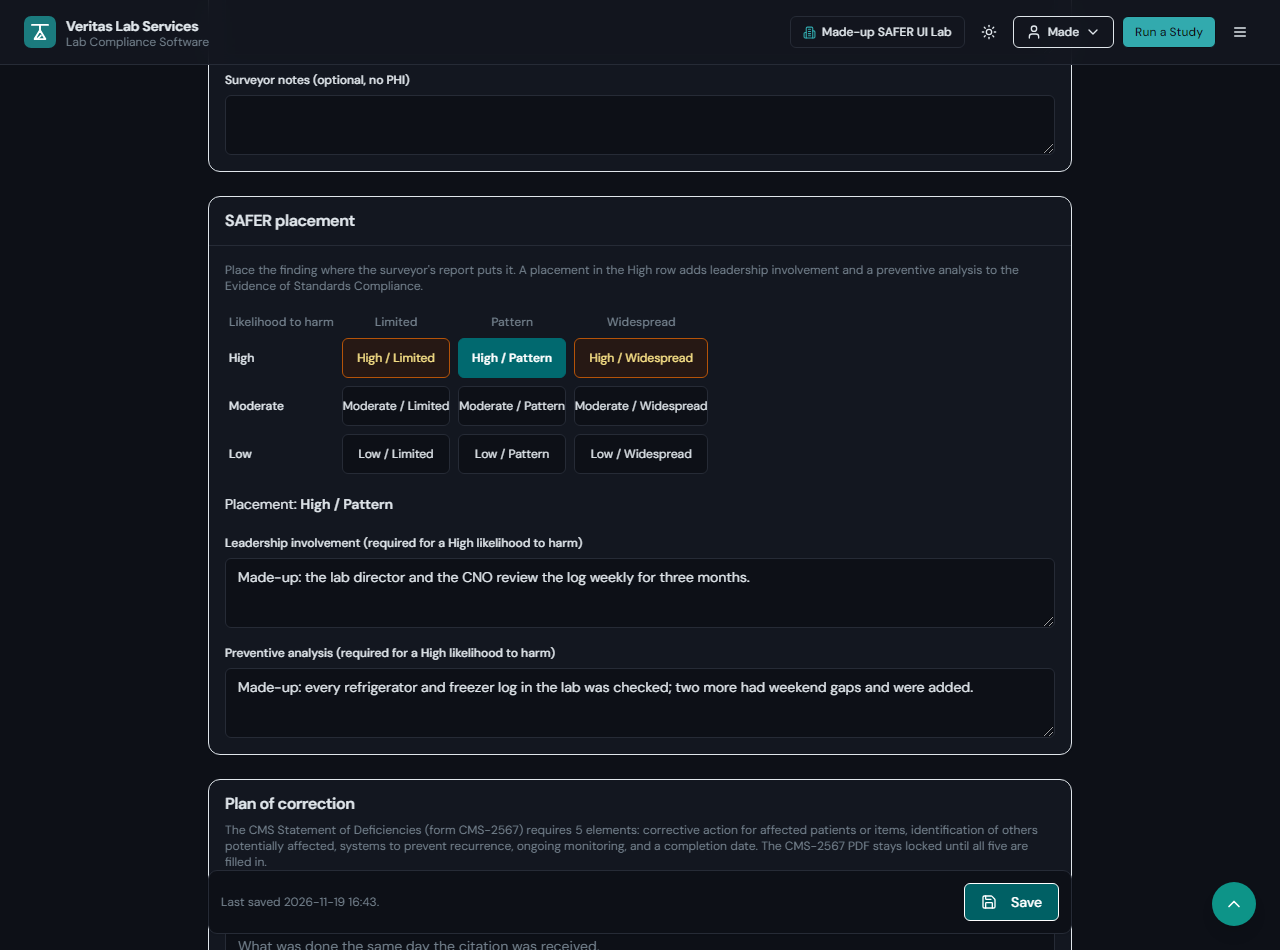 Veritas Lab Services
Lab Compliance Software
Made-up SAFER UI Lab
Made
Run a Study
Surveyor notes (optional, no PHI)
SAFER placement
Place the finding where the surveyor's report puts it. A placement in the High row adds leadership involvement and a preventive analysis to the
Evidence of Standards Compliance.
Likelihood to harm Limited Pattern Widespread
High High / Limited High / Pattern High / Widespread
Moderate Moderate / Limited Moderate / Pattern Moderate / Widespread
Low Low / Limited Low / Pattern Low / Widespread
Placement: High / Pattern
Leadership involvement (required for a High likelihood to harm)
Made-up: the lab director and the CNO review the log weekly for three months.
Preventive analysis (required for a High likelihood to harm)
Made-up: every refrigerator and freezer log in the lab was checked; two more had weekend gaps and were added.
Plan of correction
The CMS Statement of Deficiencies (form CMS-2567) requires 5 elements: corrective action for affected patients or items, identification of others
potentially affected, systems to prevent recurrence, ongoing monitoring, and a completion date. The CMS-2567 PDF stays locked until all five are
filled in.
Last saved 2026-11-19 16:43.
Save
What was done the same day the citation was received.